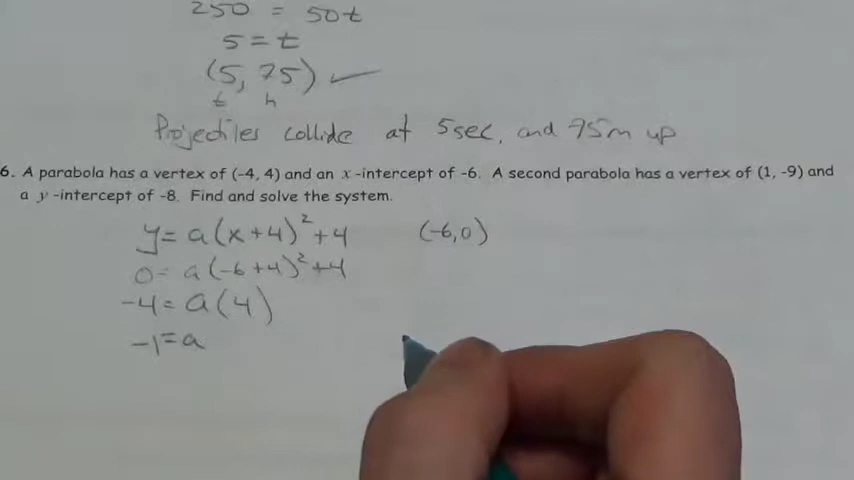 250 = 50t
5 = t
(5, 75) ✓
t h
Projectiles collide at 5sec, and 75m up
6. A parabola has a vertex of (-4, 4) and an x-intercept of -6. A second parabola has a vertex of (1, -9) and
a y-intercept of -8. Find and solve the system.
y = a(x+4)² + 4 (-6,0)
0 = a(-6+4)² + 4
-4 = a(4)
-1 = a